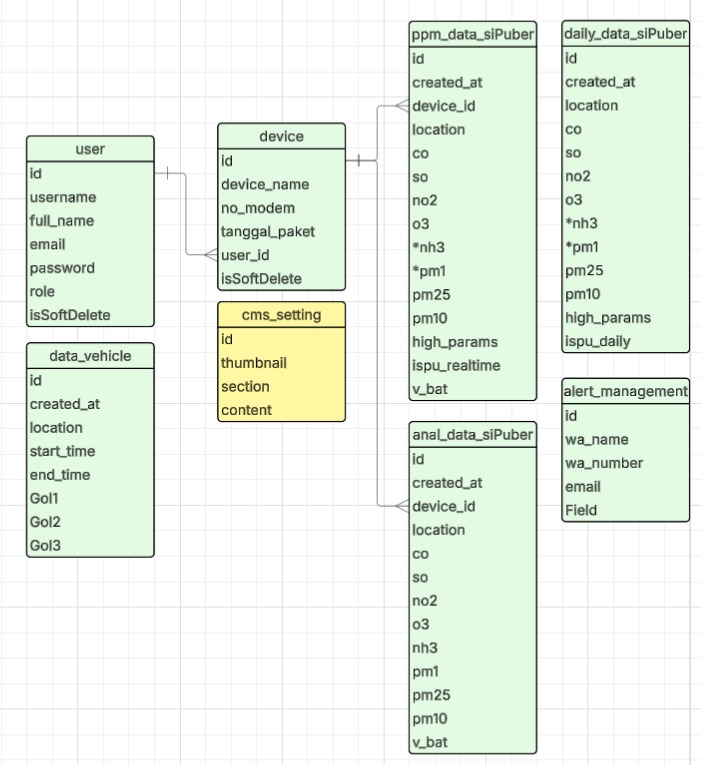 user
id
username
full_name
email
password
role
isSoftDelete
data_vehicle
id
created_at
location
start_time
end_time
Gol1
Gol2
Gol3
device
id
device_name
no_modem
tanggal_paket
user_id
isSoftDelete
cms_setting
id
thumbnail
section
content
ppm_data_siPuber
id
created_at
device_id
location
co
so
no2
o3
*nh3
*pm1
pm25
pm10
high_params
ispu_realtime
v_bat
anal_data_siPuber
id
created_at
device_id
location
co
so
no2
o3
nh3
pm1
pm25
pm10
v_bat
daily_data_siPuber
id
created_at
location
co
so
no2
o3
*nh3
*pm1
pm25
pm10
high_params
ispu_daily
alert_management
id
wa_name
wa_number
email
Field